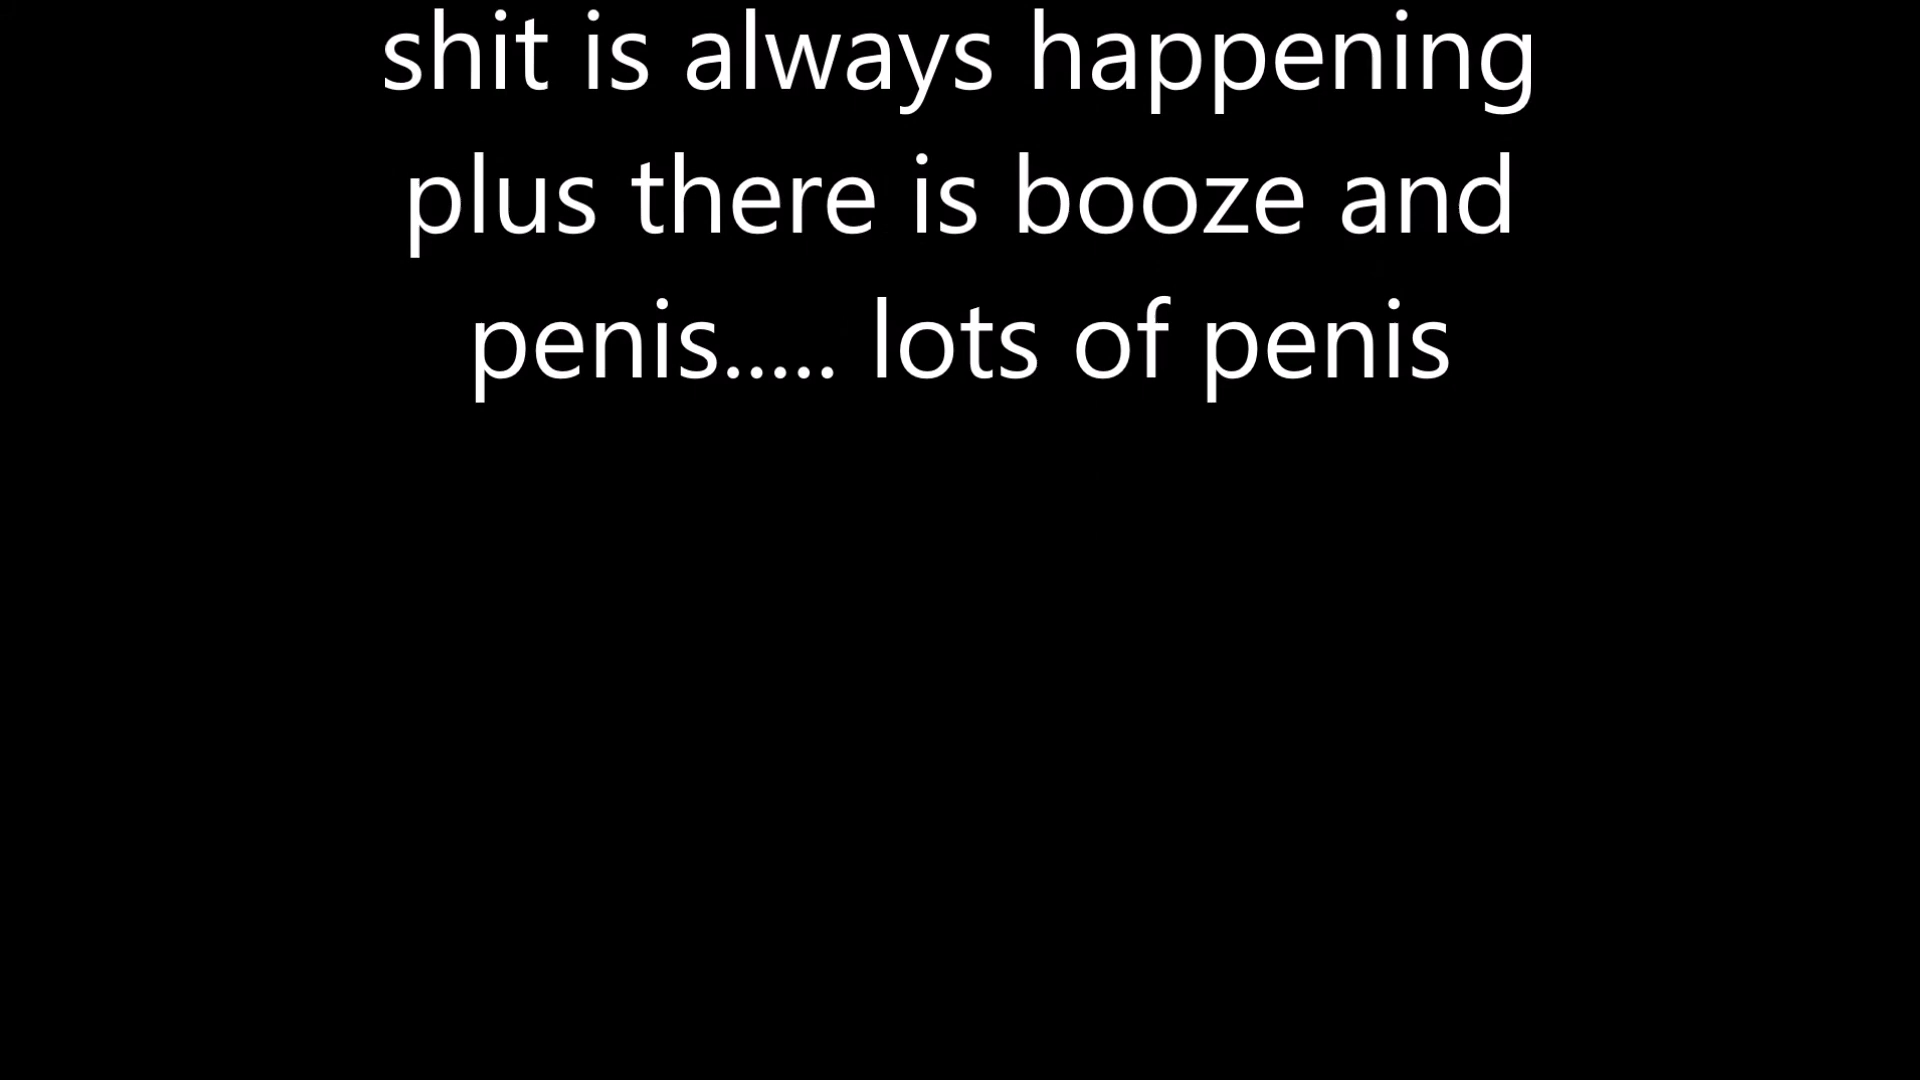 shit is always happening
plus there is booze and
penis..... lots of penis